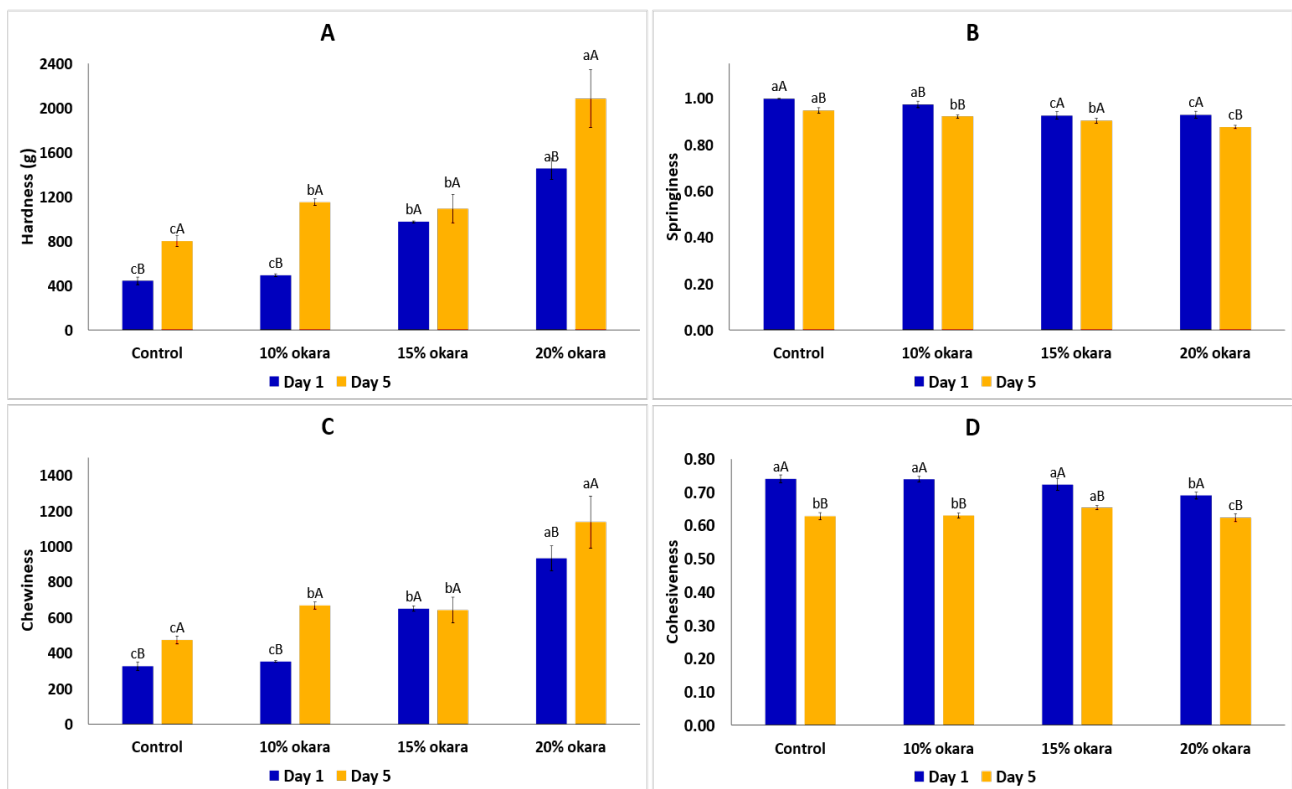 A
Hardness (g)
2400
2000
1600
1200
800
400
0
cB
cA
cB
bA
bA
bA
aB
aA
Control
10% okara
15% okara
20% okara
Day 1
Day 5
B
Springiness
1.00
0.80
0.60
0.40
0.20
0.00
aA
aB
aB
bB
cA
bA
cA
cB
Control
10% okara
15% okara
20% okara
Day 1
Day 5
C
Chewiness
1400
1200
1000
800
600
400
200
0
cB
cA
cB
bA
bA
bA
aB
aA
Control
10% okara
15% okara
20% okara
Day 1
Day 5
D
Cohesiveness
0.80
0.70
0.60
0.50
0.40
0.30
0.20
0.10
0.00
aA
bB
aA
bB
aA
aB
bA
cB
Control
10% okara
15% okara
20% okara
Day 1
Day 5